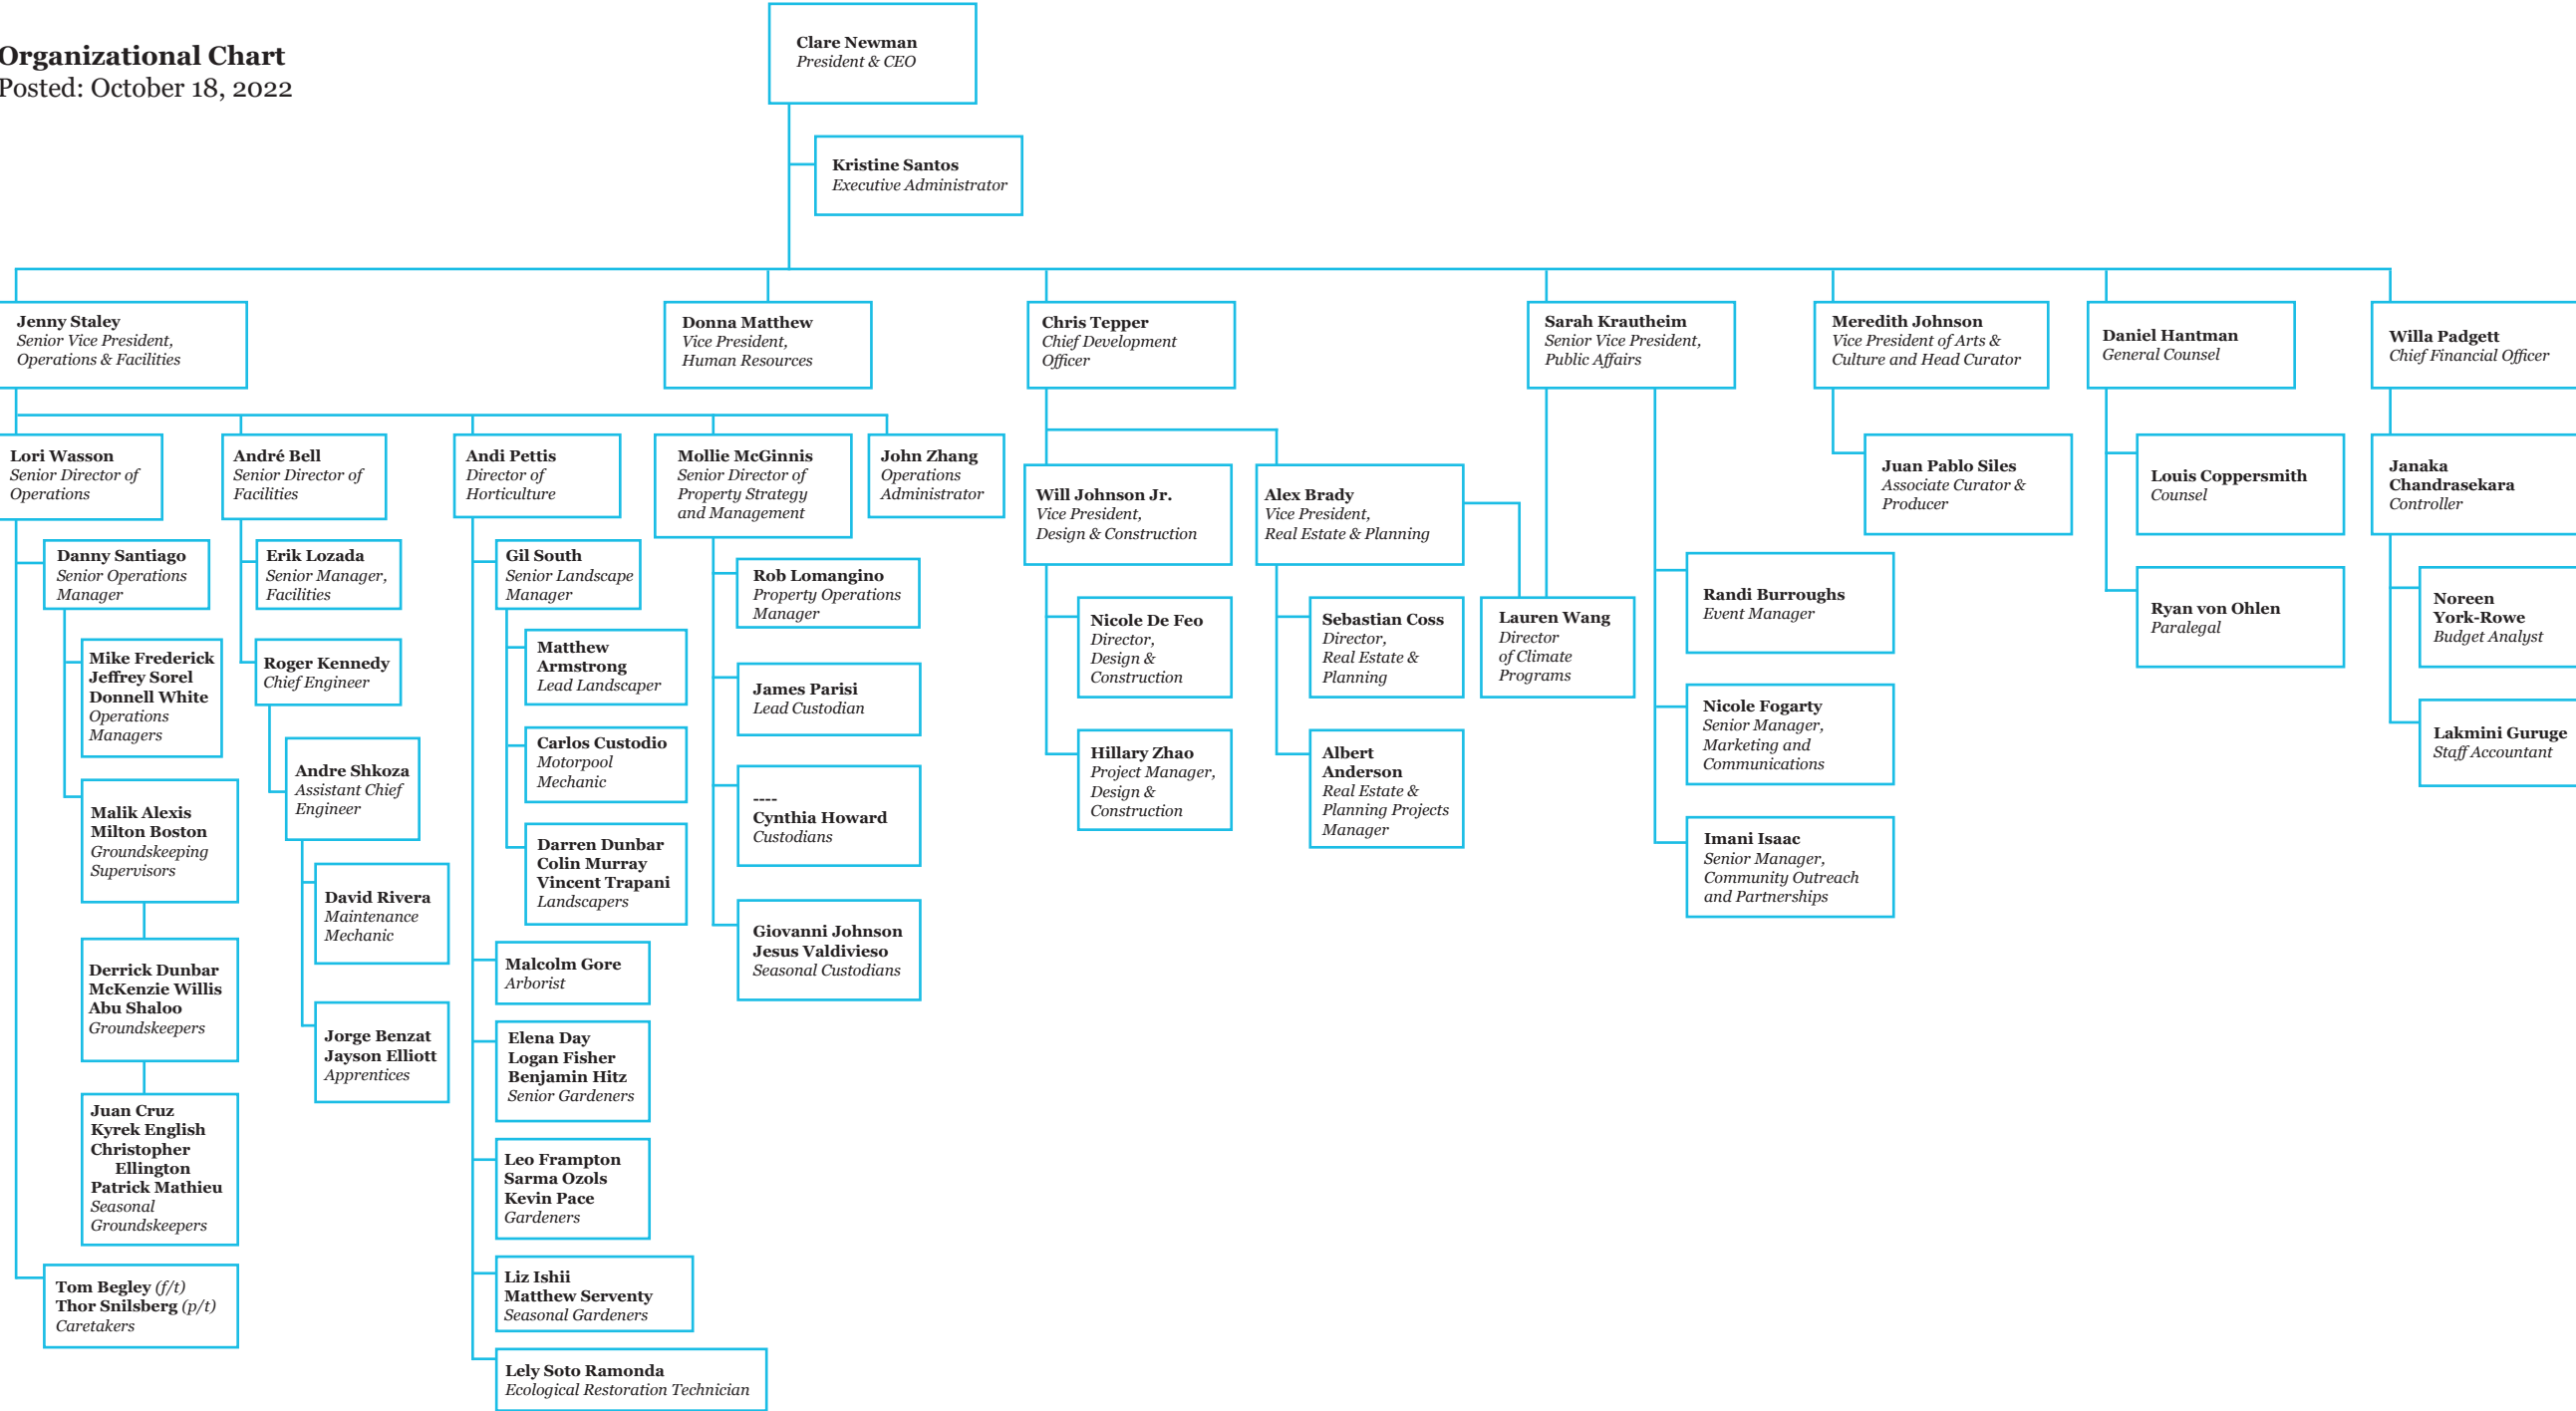 Organizational Chart
Posted: October 18, 2022
Clare Newman
President & CEO
Kristine Santos
Executive Administrator
Jenny Staley
Senior Vice President,
Operations & Facilities
Donna Matthew
Vice President,
Human Resources
Chris Tepper
Chief Development
Officer
Sarah Krautheim
Senior Vice President,
Public Affairs
Meredith Johnson
Vice President of Arts &
Culture and Head Curator
Daniel Hantman
General Counsel
Willa Padgett
Chief Financial Officer
Lori Wasson
Senior Director of
Operations
Danny Santiago
Senior Operations
Manager
Mike Frederick
Jeffrey Sorel
Donnell White
Operations
Managers
Malik Alexis
Milton Boston
Groundskeeping
Supervisors
Derrick Dunbar
McKenzie Willis
Abu Shaloo
Groundskeepers
Juan Cruz
Kyrek English
Christopher
Ellington
Patrick Mathieu
Seasonal
Groundskeepers
Tom Begley (f/t)
Thor Snilsberg (p/t)
Caretakers
André Bell
Senior Director of
Facilities
Erik Lozada
Senior Manager,
Facilities
Roger Kennedy
Chief Engineer
Andre Shkoza
Assistant Chief
Engineer
David Rivera
Maintenance
Mechanic
Jorge Benzat
Jayson Elliott
Apprentices
Andi Pettis
Director of
Horticulture
Gil South
Senior Landscape
Manager
Matthew
Armstrong
Lead Landscaper
Carlos Custodio
Motorpool
Mechanic
Darren Dunbar
Colin Murray
Vincent Trapani
Landscapers
Malcolm Gore
Arborist
Elena Day
Logan Fisher
Benjamin Hitz
Senior Gardeners
Leo Frampton
Sarma Ozols
Kevin Pace
Gardeners
Liz Ishii
Matthew Serventy
Seasonal Gardeners
Lely Soto Ramonda
Ecological Restoration Technician
Mollie McGinnis
Senior Director of
Property Strategy
and Management
Rob Lomangino
Property Operations
Manager
James Parisi
Lead Custodian
----
Cynthia Howard
Custodians
Giovanni Johnson
Jesus Valdivieso
Seasonal Custodians
John Zhang
Operations
Administrator
Will Johnson Jr.
Vice President,
Design & Construction
Nicole De Feo
Director,
Design &
Construction
Hillary Zhao
Project Manager,
Design &
Construction
Alex Brady
Vice President,
Real Estate & Planning
Sebastian Coss
Director,
Real Estate &
Planning
Albert
Anderson
Real Estate &
Planning Projects
Manager
Lauren Wang
Director
of Climate
Programs
Randi Burroughs
Event Manager
Nicole Fogarty
Senior Manager,
Marketing and
Communications
Imani Isaac
Senior Manager,
Community Outreach
and Partnerships
Juan Pablo Siles
Associate Curator &
Producer
Louis Coppersmith
Counsel
Ryan von Ohlen
Paralegal
Janaka
Chandrasekara
Controller
Noreen
York-Rowe
Budget Analyst
Lakmini Guruge
Staff Accountant